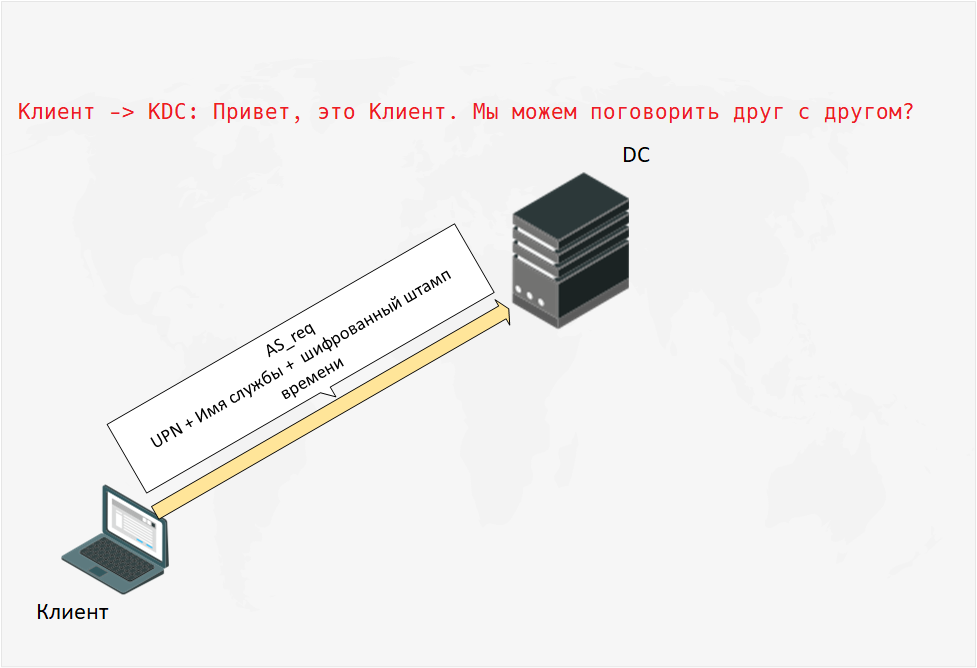 Клиент -> KDC: Привет, это Клиент. Мы можем поговорить друг с другом?
DC
AS_req
UPN + Имя службы + шифрованный штамп
времени
Клиент